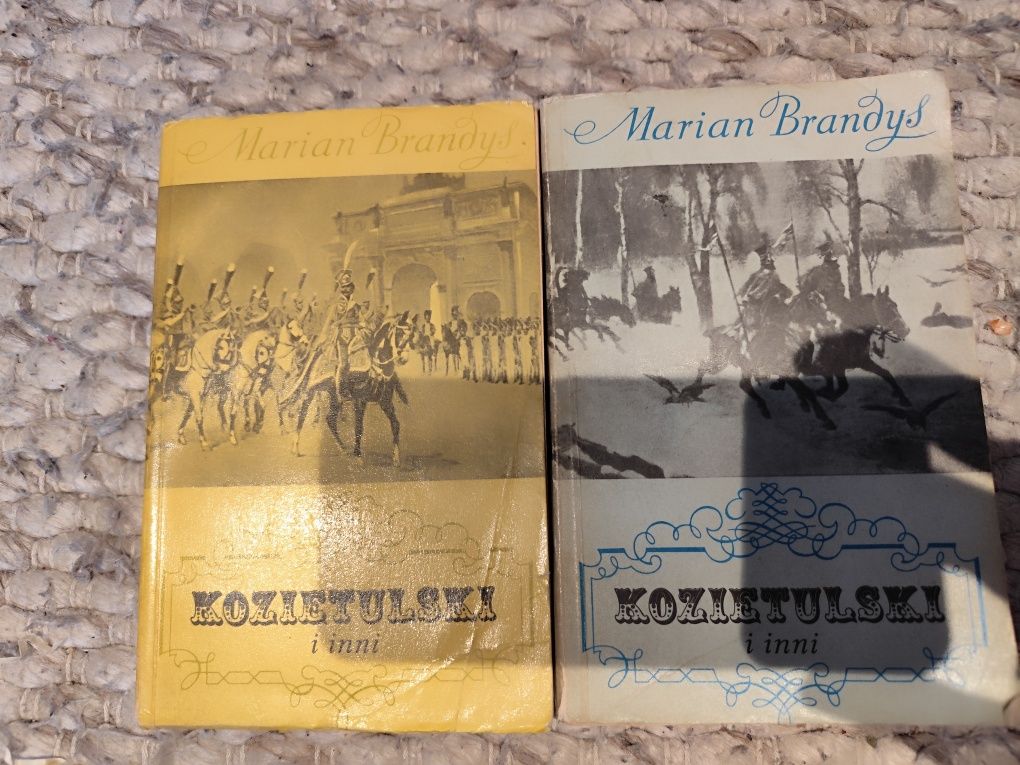 Marian Brandys
KOZIETULSKI
i inni
Marian Brandys
KOZIETULSKI
i inni